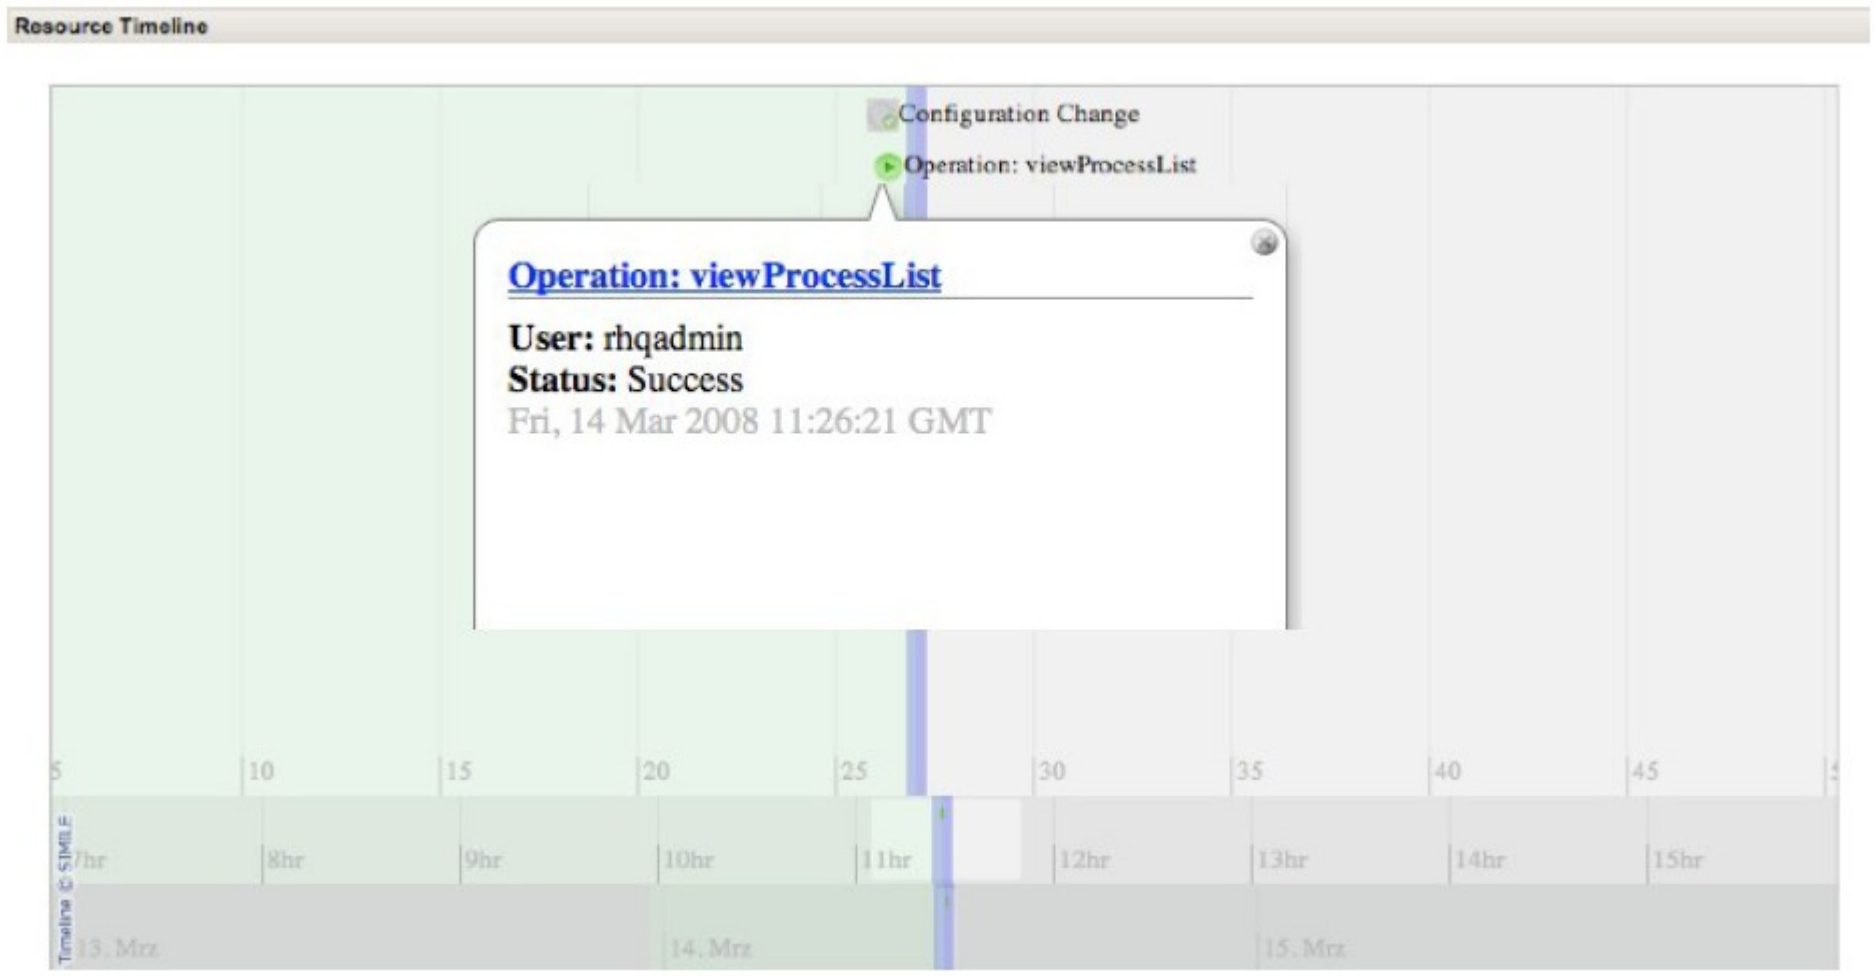 Resource Timeline
Configuration Change
Operation: viewProcessList
Operation: viewProcessList
User: rhqadmin
Status: Success
Fri, 14 Mar 2008 11:26:21 GMT
5 10 15 20 25 30 35 40 45
7hr 8hr 9hr 10hr 11hr 12hr 13hr 14hr 15hr
13. Mrz 14. Mrz 15. Mrz
Timeline © SIMILE